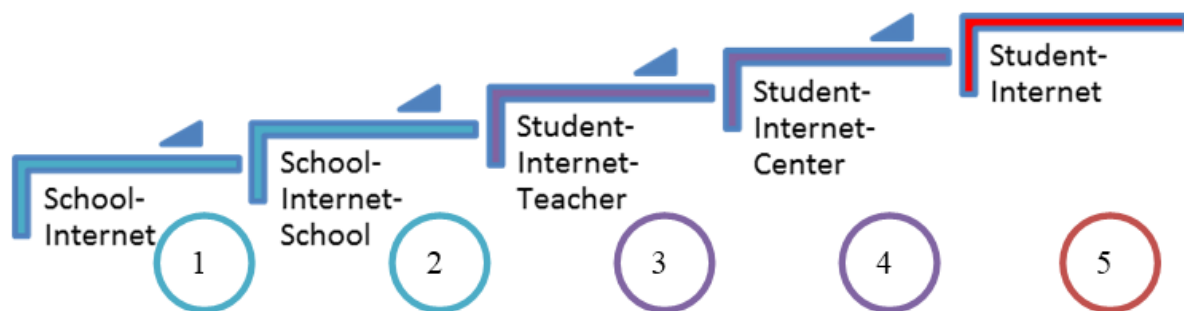 School-
Internet
1
School-
Internet-
School
2
Student-
Internet-
Teacher
3
Student-
Internet-
Center
4
Student-
Internet
5